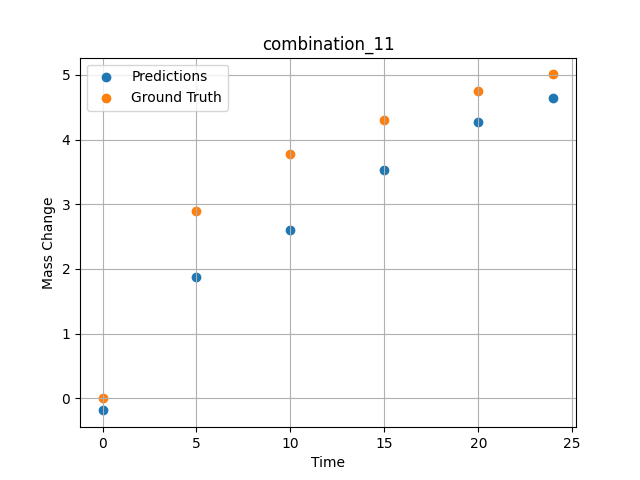 combination_11
Predictions
Ground Truth
5
4
3
2
1
0
Mass Change
0 5 10 15 20 25
Time